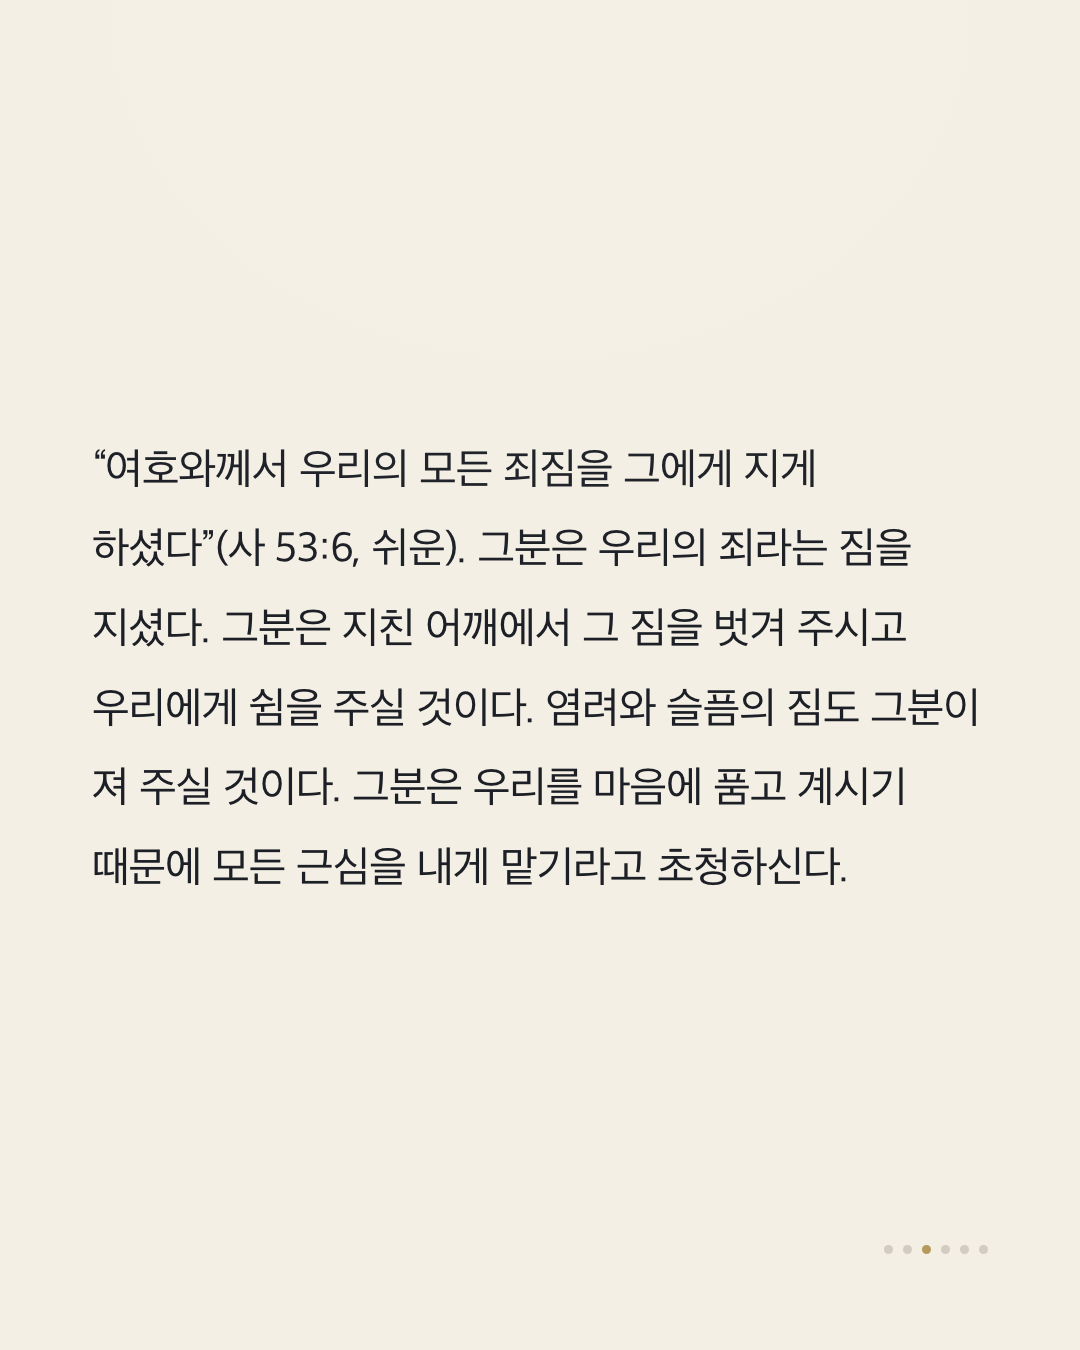 “여호와께서 우리의 모든 죄짐을 그에게 지게
하셨다”(사 53:6, 쉬운). 그분은 우리의 죄라는 짐을
지셨다. 그분은 지친 어깨에서 그 짐을 벗겨 주시고
우리에게 쉼을 주실 것이다. 염려와 슬픔의 짐도 그분이
져 주실 것이다. 그분은 우리를 마음에 품고 계시기
때문에 모든 근심을 내게 맡기라고 초청하신다.